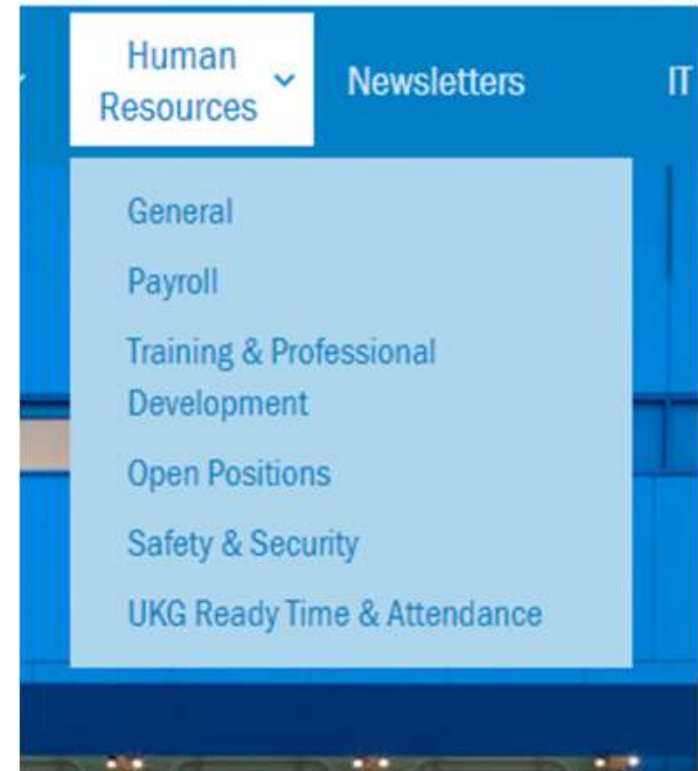 Human
Resources
Newsletters
IT
General
Payroll
Training & Professional
Development
Open Positions
Safety & Security
UKG Ready Time & Attendance